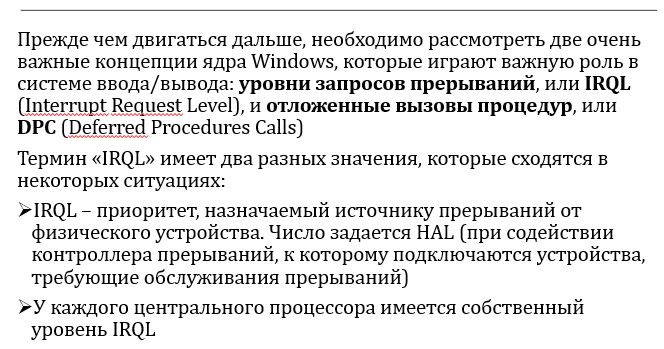 Прежде чем двигаться дальше, необходимо рассмотреть две очень
важные концепции ядра Windows, которые играют важную роль в
системе ввода/вывода: уровни запросов прерываний, или IRQL
(Interrupt Request Level), и отложенные вызовы процедур, или
DPC (Deferred Procedures Calls)
Термин «IRQL» имеет два разных значения, которые сходятся в
некоторых ситуациях:
➢IRQL – приоритет, назначаемый источнику прерываний от
физического устройства. Число задается HAL (при содействии
контроллера прерываний, к которому подключаются устройства,
требующие обслуживания прерываний)
➢У каждого центрального процессора имеется собственный
уровень IRQL